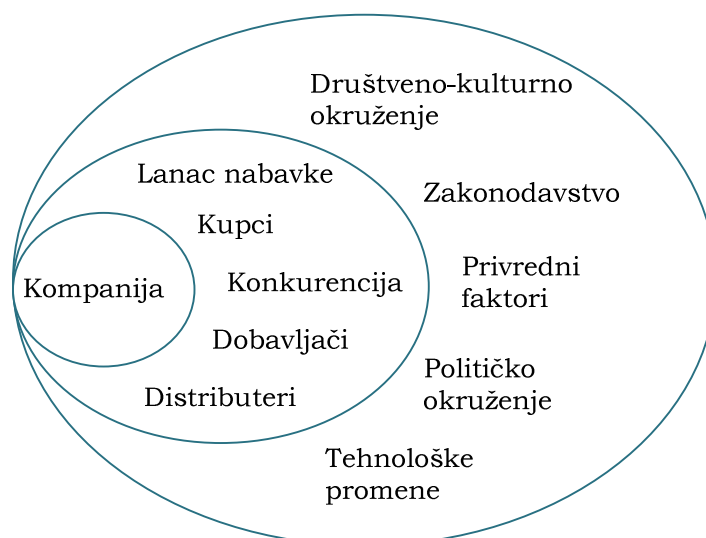 Društveno-kulturno
okruženje
Lanac nabavke
Zakonodavstvo
Kupci
Privredni
faktori
Kompanija
Konkurencija
Dobavljači
Političko
okruženje
Distributeri
Tehnološke
promene